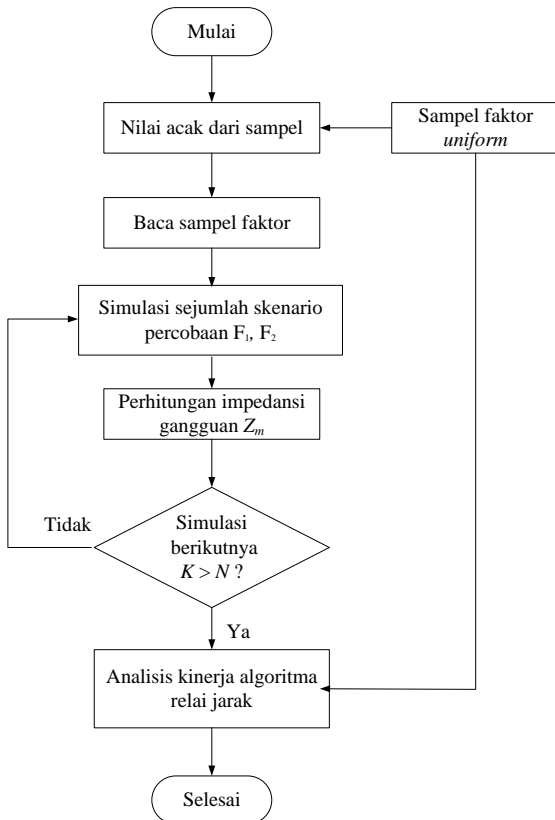 Mulai
Nilai acak dari sampel
Sampel faktor
uniform
Baca sampel faktor
Simulasi sejumlah skenario
percobaan F₁, F₂
Perhitungan impedansi
gangguan Zₘ
Tidak
Simulasi
berikutnya
K > N ?
Ya
Analisis kinerja algoritma
relai jarak
Selesai